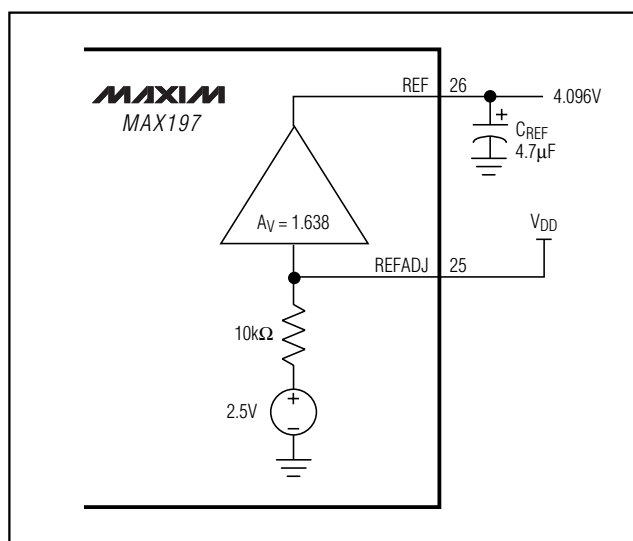 REF 26 4.096V
MAXIM
MAX197
+
CREF
4.7µF
AV = 1.638
VDD
REFADJ 25
10kΩ
2.5V
+
−